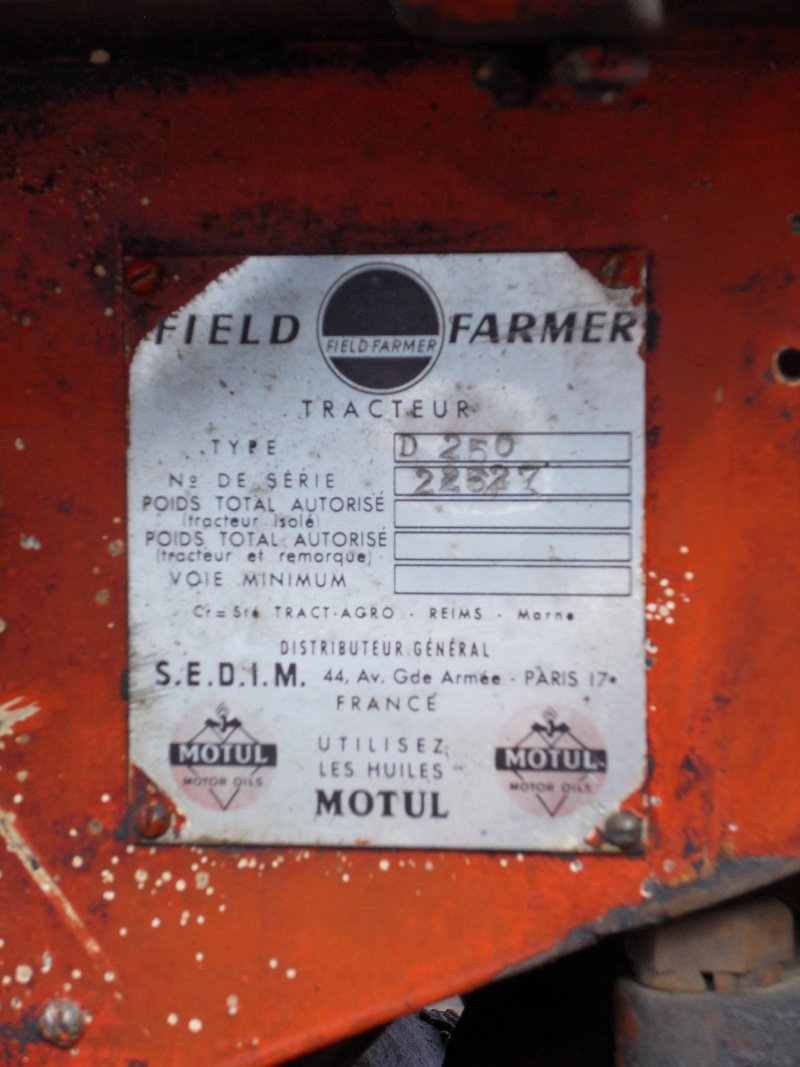 FIELD FIELD-FARMER FARMER
TRACTEUR
TYPE D 250
Nº DE SÉRIE 22627
POIDS TOTAL AUTORISÉ
(tracteur isolé)
POIDS TOTAL AUTORISÉ
(tracteur et remorque)
VOIE MINIMUM
Cr=Sté TRACT-AGRO - REIMS - Marne
DISTRIBUTEUR GÉNÉRAL
S.E.D.I.M. 44, Av. Gde Armée - PARIS 17e
FRANCE
MOTUL
MOTOR OILS
UTILISEZ
LES HUILES
MOTUL
MOTUL
MOTOR OILS